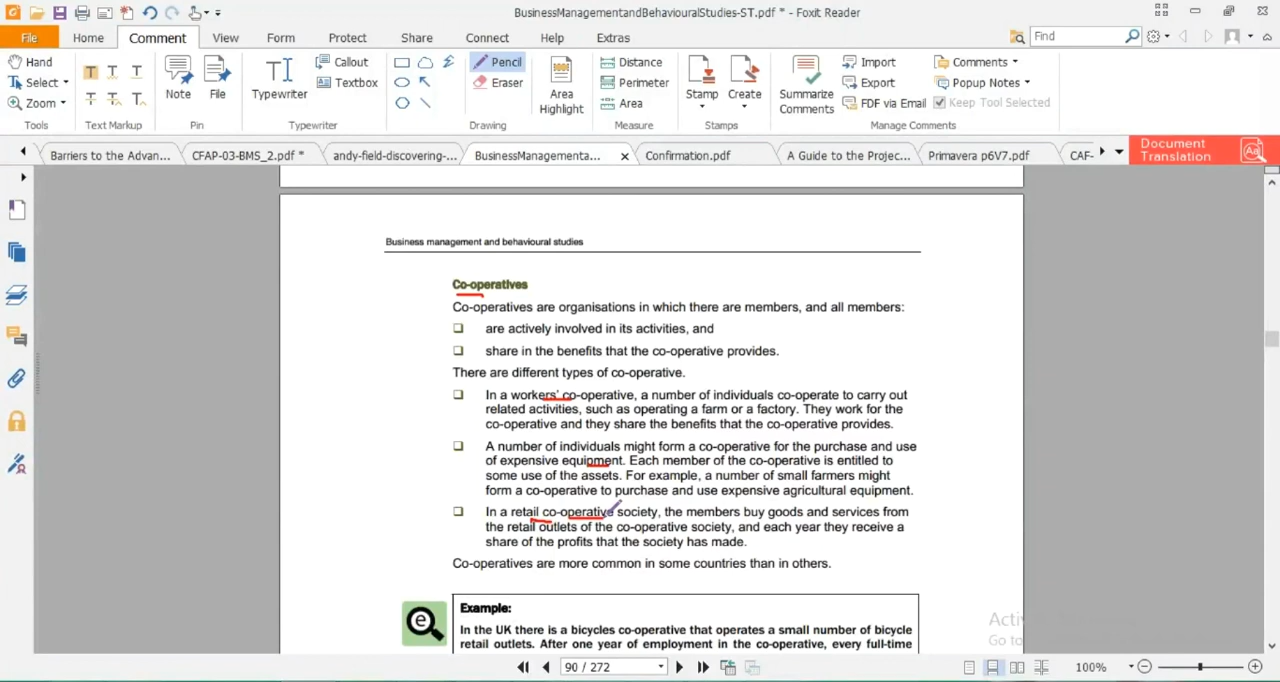 BusinessManagementandBehaviouralStudies-ST.pdf * - Foxit Reader
File Home Comment View Form Protect Share Connect Help Extras Find
Hand
Select
Zoom
Tools
Text Markup
Note File
Pin
Typewriter
Callout
Textbox
Typewriter
Pencil
Eraser
Drawing
Area Highlight
Distance
Perimeter
Area
Measure
Stamp Create
Stamps
Summarize Comments
Import
Export
FDF via Email
Comments
Popup Notes
Keep Tool Selected
Manage Comments
Barriers to the Advan... CFAP-03-BMS_2.pdf * andy-field-discovering-... BusinessManagementa... Confirmation.pdf A Guide to the Projec... Primavera p6V7.pdf CAF-
Document Translation
Business management and behavioural studies
Co-operatives
Co-operatives are organisations in which there are members, and all members:
are actively involved in its activities, and
share in the benefits that the co-operative provides.
There are different types of co-operative.
In a workers' co-operative, a number of individuals co-operate to carry out
related activities, such as operating a farm or a factory. They work for the
co-operative and they share the benefits that the co-operative provides.
A number of individuals might form a co-operative for the purchase and use
of expensive equipment. Each member of the co-operative is entitled to
some use of the assets. For example, a number of small farmers might
form a co-operative to purchase and use expensive agricultural equipment.
In a retail co-operative society, the members buy goods and services from
the retail outlets of the co-operative society, and each year they receive a
share of the profits that the society has made.
Co-operatives are more common in some countries than in others.
Example:
In the UK there is a bicycles co-operative that operates a small number of bicycle
retail outlets. After one year of employment in the co-operative, every full-time
Go to
90 / 272
100%